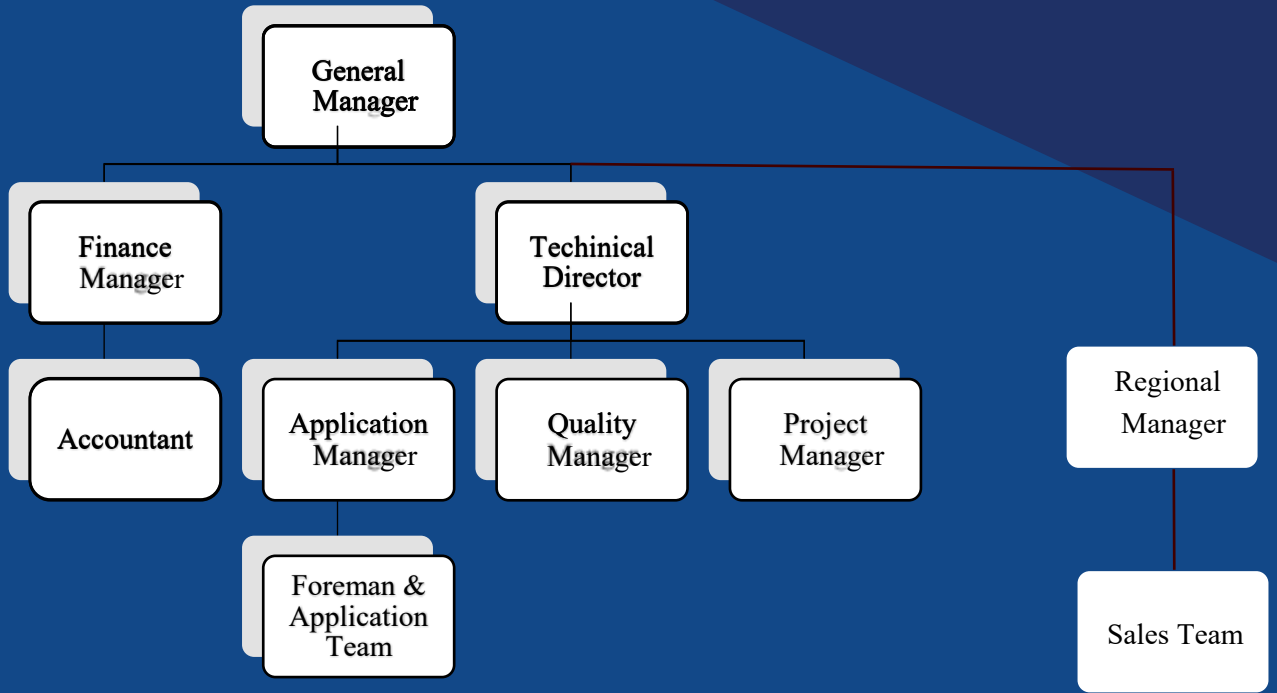 General
Manager
Finance
Manager
Techinical
Director
Accountant
Application
Manager
Quality
Manager
Project
Manager
Regional
Manager
Foreman &
Application
Team
Sales Team